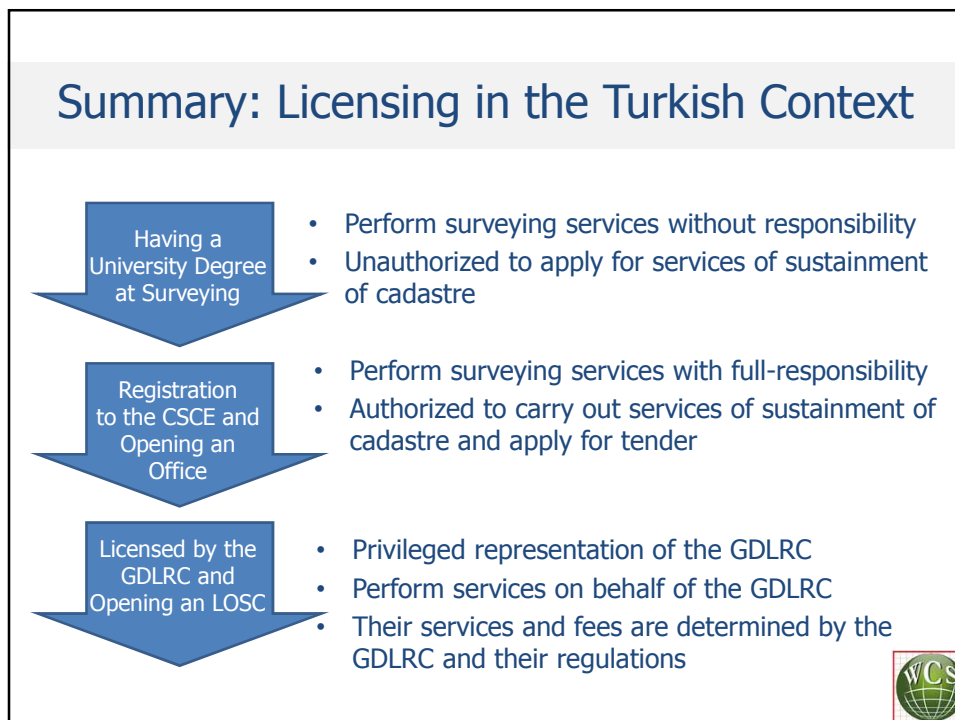 Summary: Licensing in the Turkish Context
Having a
University Degree
at Surveying
• Perform surveying services without responsibility
• Unauthorized to apply for services of sustainment
of cadastre
Registration
to the CSCE and
Opening an
Office
• Perform surveying services with full-responsibility
• Authorized to carry out services of sustainment of
cadastre and apply for tender
Licensed by the
GDLRC and
Opening an LOSC
• Privileged representation of the GDLRC
• Perform services on behalf of the GDLRC
• Their services and fees are determined by the
GDLRC and their regulations
WCS